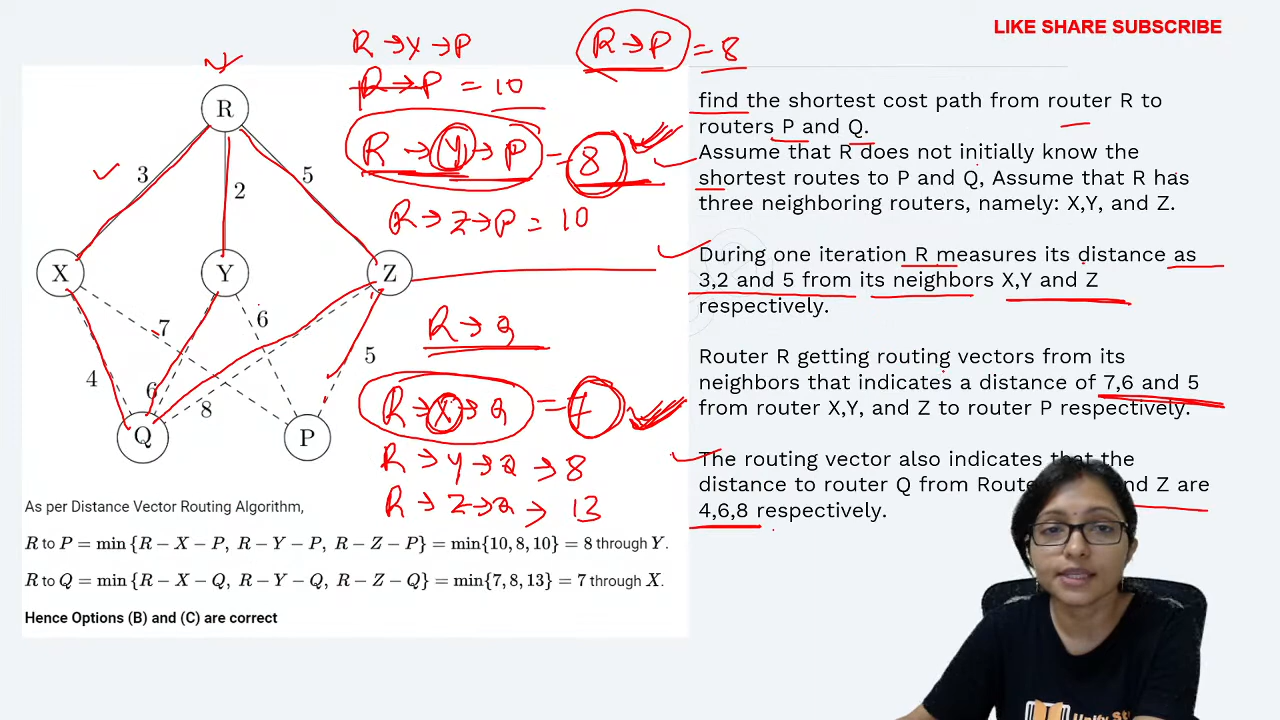 LIKE SHARE SUBSCRIBE
R → X → P
R → P = 8
R → P = 10
R → Y → P = 8
R → Z → P = 10
find the shortest cost path from router R to
routers P and Q.
Assume that R does not initially know the
shortest routes to P and Q, Assume that R has
three neighboring routers, namely: X,Y, and Z.
During one iteration R measures its distance as
3,2 and 5 from its neighbors X,Y and Z
respectively.
Router R getting routing vectors from its
neighbors that indicates a distance of 7,6 and 5
from router X,Y, and Z to router P respectively.
The routing vector also indicates that the
distance to router Q from Route nd Z are
4,6,8 respectively.
R
3
2
5
X
Y
Z
7
6
5
4
6
8
Q
P
R → Q
R → X → Q = 7
R → Y → Q → 8
R → Z → Q → 13
As per Distance Vector Routing Algorithm,
R to P = min {R − X − P, R − Y − P, R − Z − P} = min{10, 8, 10} = 8 through Y.
R to Q = min {R − X − Q, R − Y − Q, R − Z − Q} = min{7, 8, 13} = 7 through X.
Hence Options (B) and (C) are correct